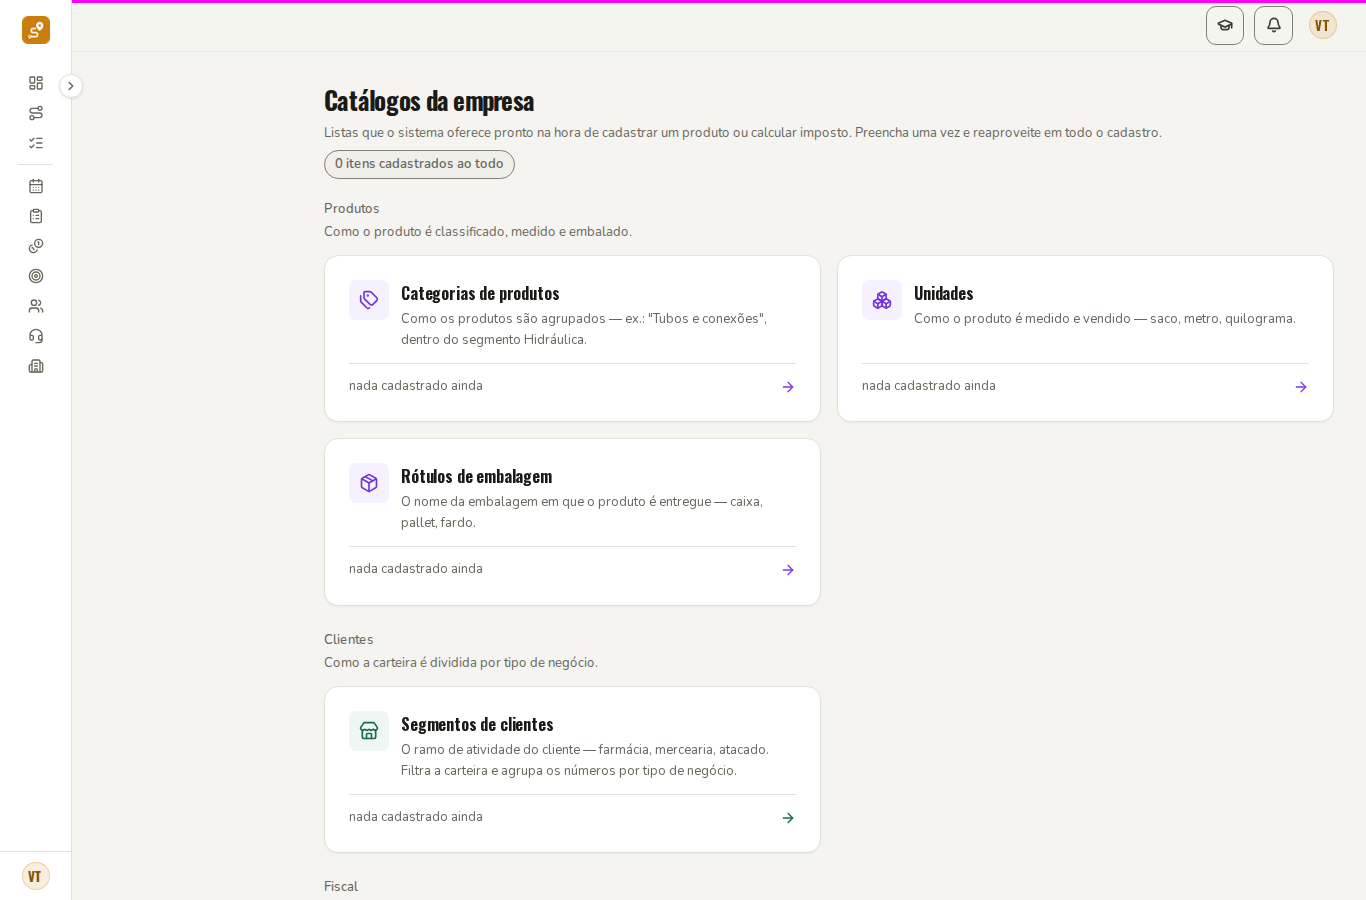 VT
Catálogos da empresa
Listas que o sistema oferece pronto na hora de cadastrar um produto ou calcular imposto. Preencha uma vez e reaproveite em todo o cadastro.
0 itens cadastrados ao todo
Produtos
Como o produto é classificado, medido e embalado.
Categorias de produtos
Como os produtos são agrupados — ex.: "Tubos e conexões",
dentro do segmento Hidráulica.
nada cadastrado ainda
Unidades
Como o produto é medido e vendido — saco, metro, quilograma.
nada cadastrado ainda
Rótulos de embalagem
O nome da embalagem em que o produto é entregue — caixa,
pallet, fardo.
nada cadastrado ainda
Clientes
Como a carteira é dividida por tipo de negócio.
Segmentos de clientes
O ramo de atividade do cliente — farmácia, mercearia, atacado.
Filtra a carteira e agrupa os números por tipo de negócio.
nada cadastrado ainda
Fiscal
VT